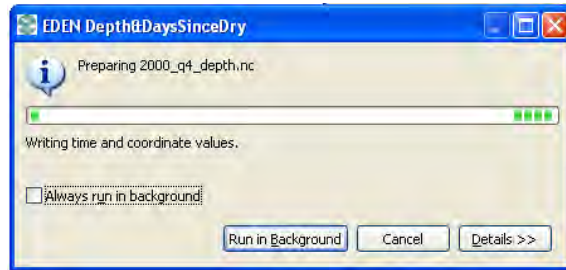 EDEN Depth&DaysSinceDry
Preparing 2000_q4_depth.nc
Writing time and coordinate values.
Always run in background
Run in Background
Cancel
Details >>